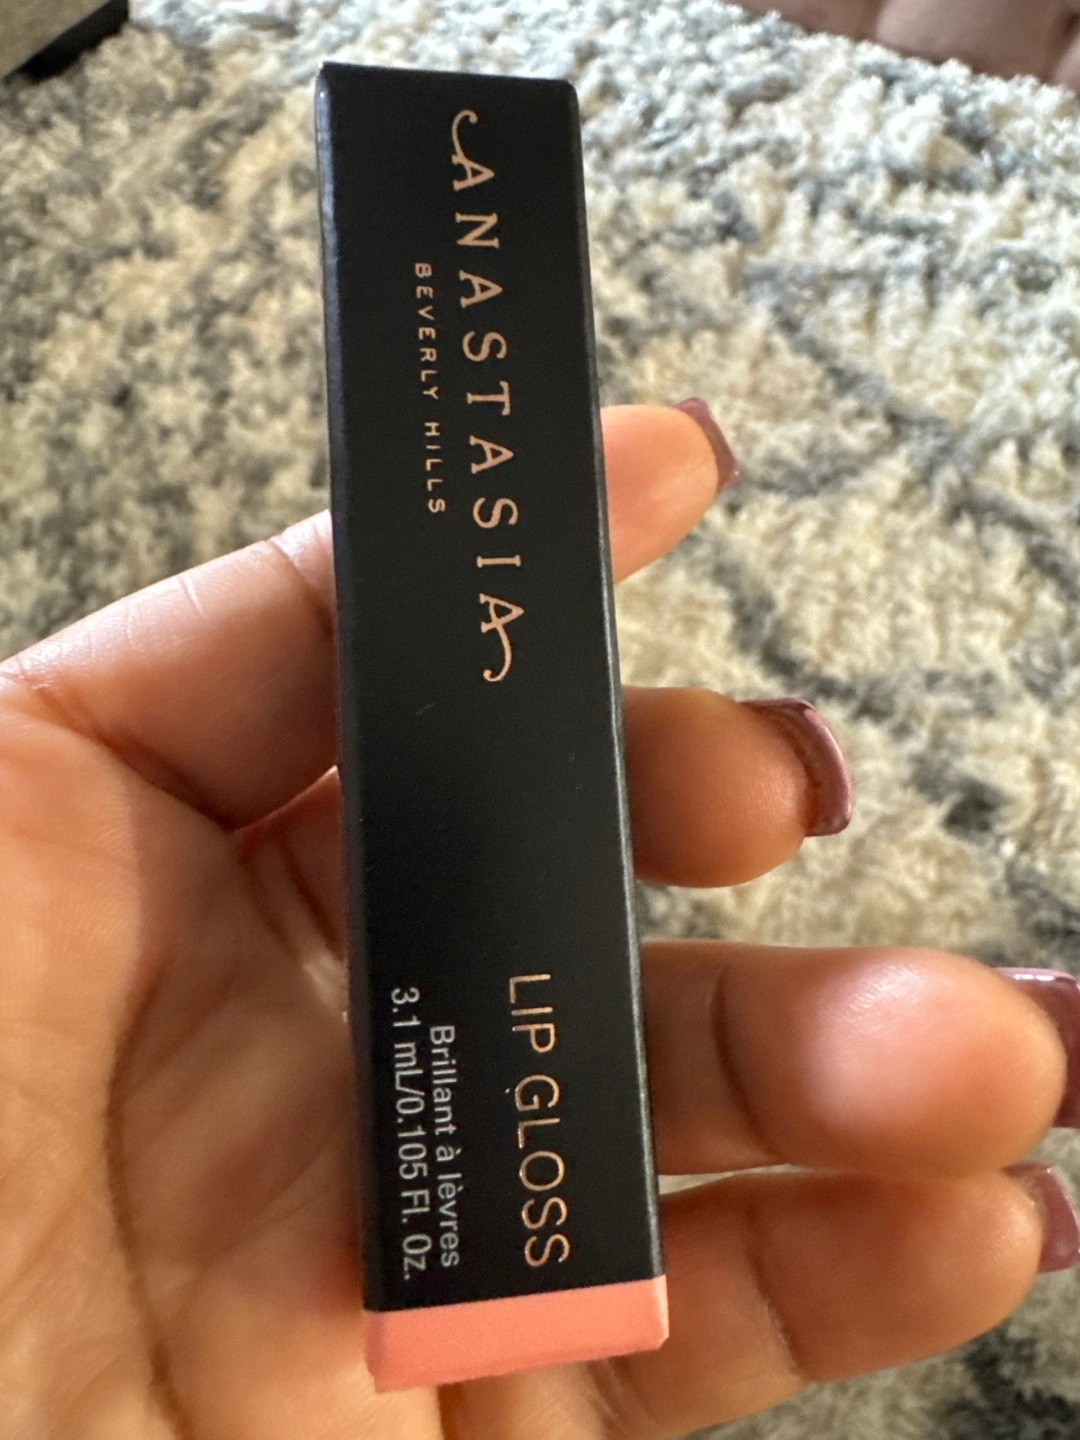 ANASTASIA
BEVERLY HILLS
LIP GLOSS
Brillant à lèvres
3.1 mL/0.105 Fl. Oz.